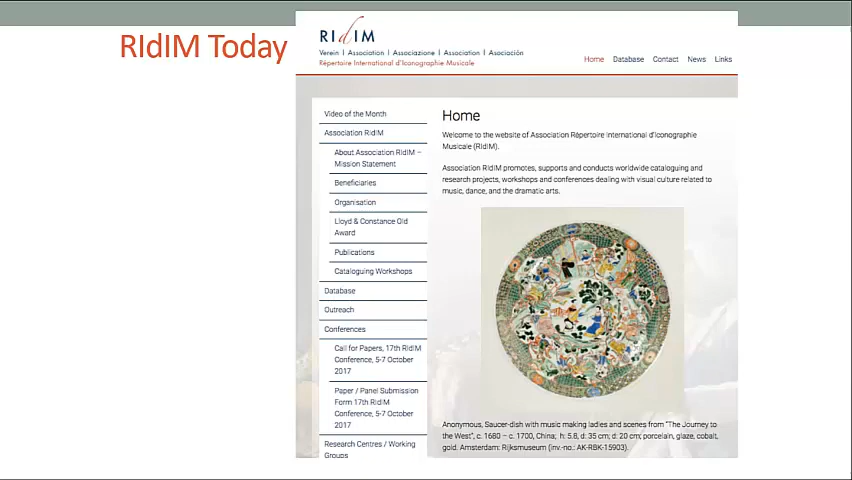 RIdIM Today
RIdIM
Verein | Association | Associazione | Association | Asociación
Répertoire International d'Iconographie Musicale
Home Database Contact News Links
Video of the Month
Association RIdIM
About Association RIDIM –
Mission Statement
Beneficiaries
Organisation
Lloyd & Constance Old
Award
Publications
Cataloguing Workshops
Database
Outreach
Conferences
Call for Papers, 17th RIdIM
Conference, 5-7 October
2017
Paper / Panel Submission
Form 17th RIdIM
Conference, 5-7 October
2017
Research Centres / Working
Groups
Home
Welcome to the website of Association Répertoire International d'Iconographie
Musicale (RIdIM).
Association RIdIM promotes, supports and conducts worldwide cataloguing and
research projects, workshops and conferences dealing with visual culture related to
music, dance, and the dramatic arts.
Anonymous, Saucer-dish with music making ladies and scenes from "The Journey to
the West", c. 1680 – c. 1700, China; h: 5.8, d: 35 cm; d: 20 cm; porcelain, glaze, cobalt,
gold. Amsterdam: Rijksmuseum (inv.-no.: AK-RBK-15903).